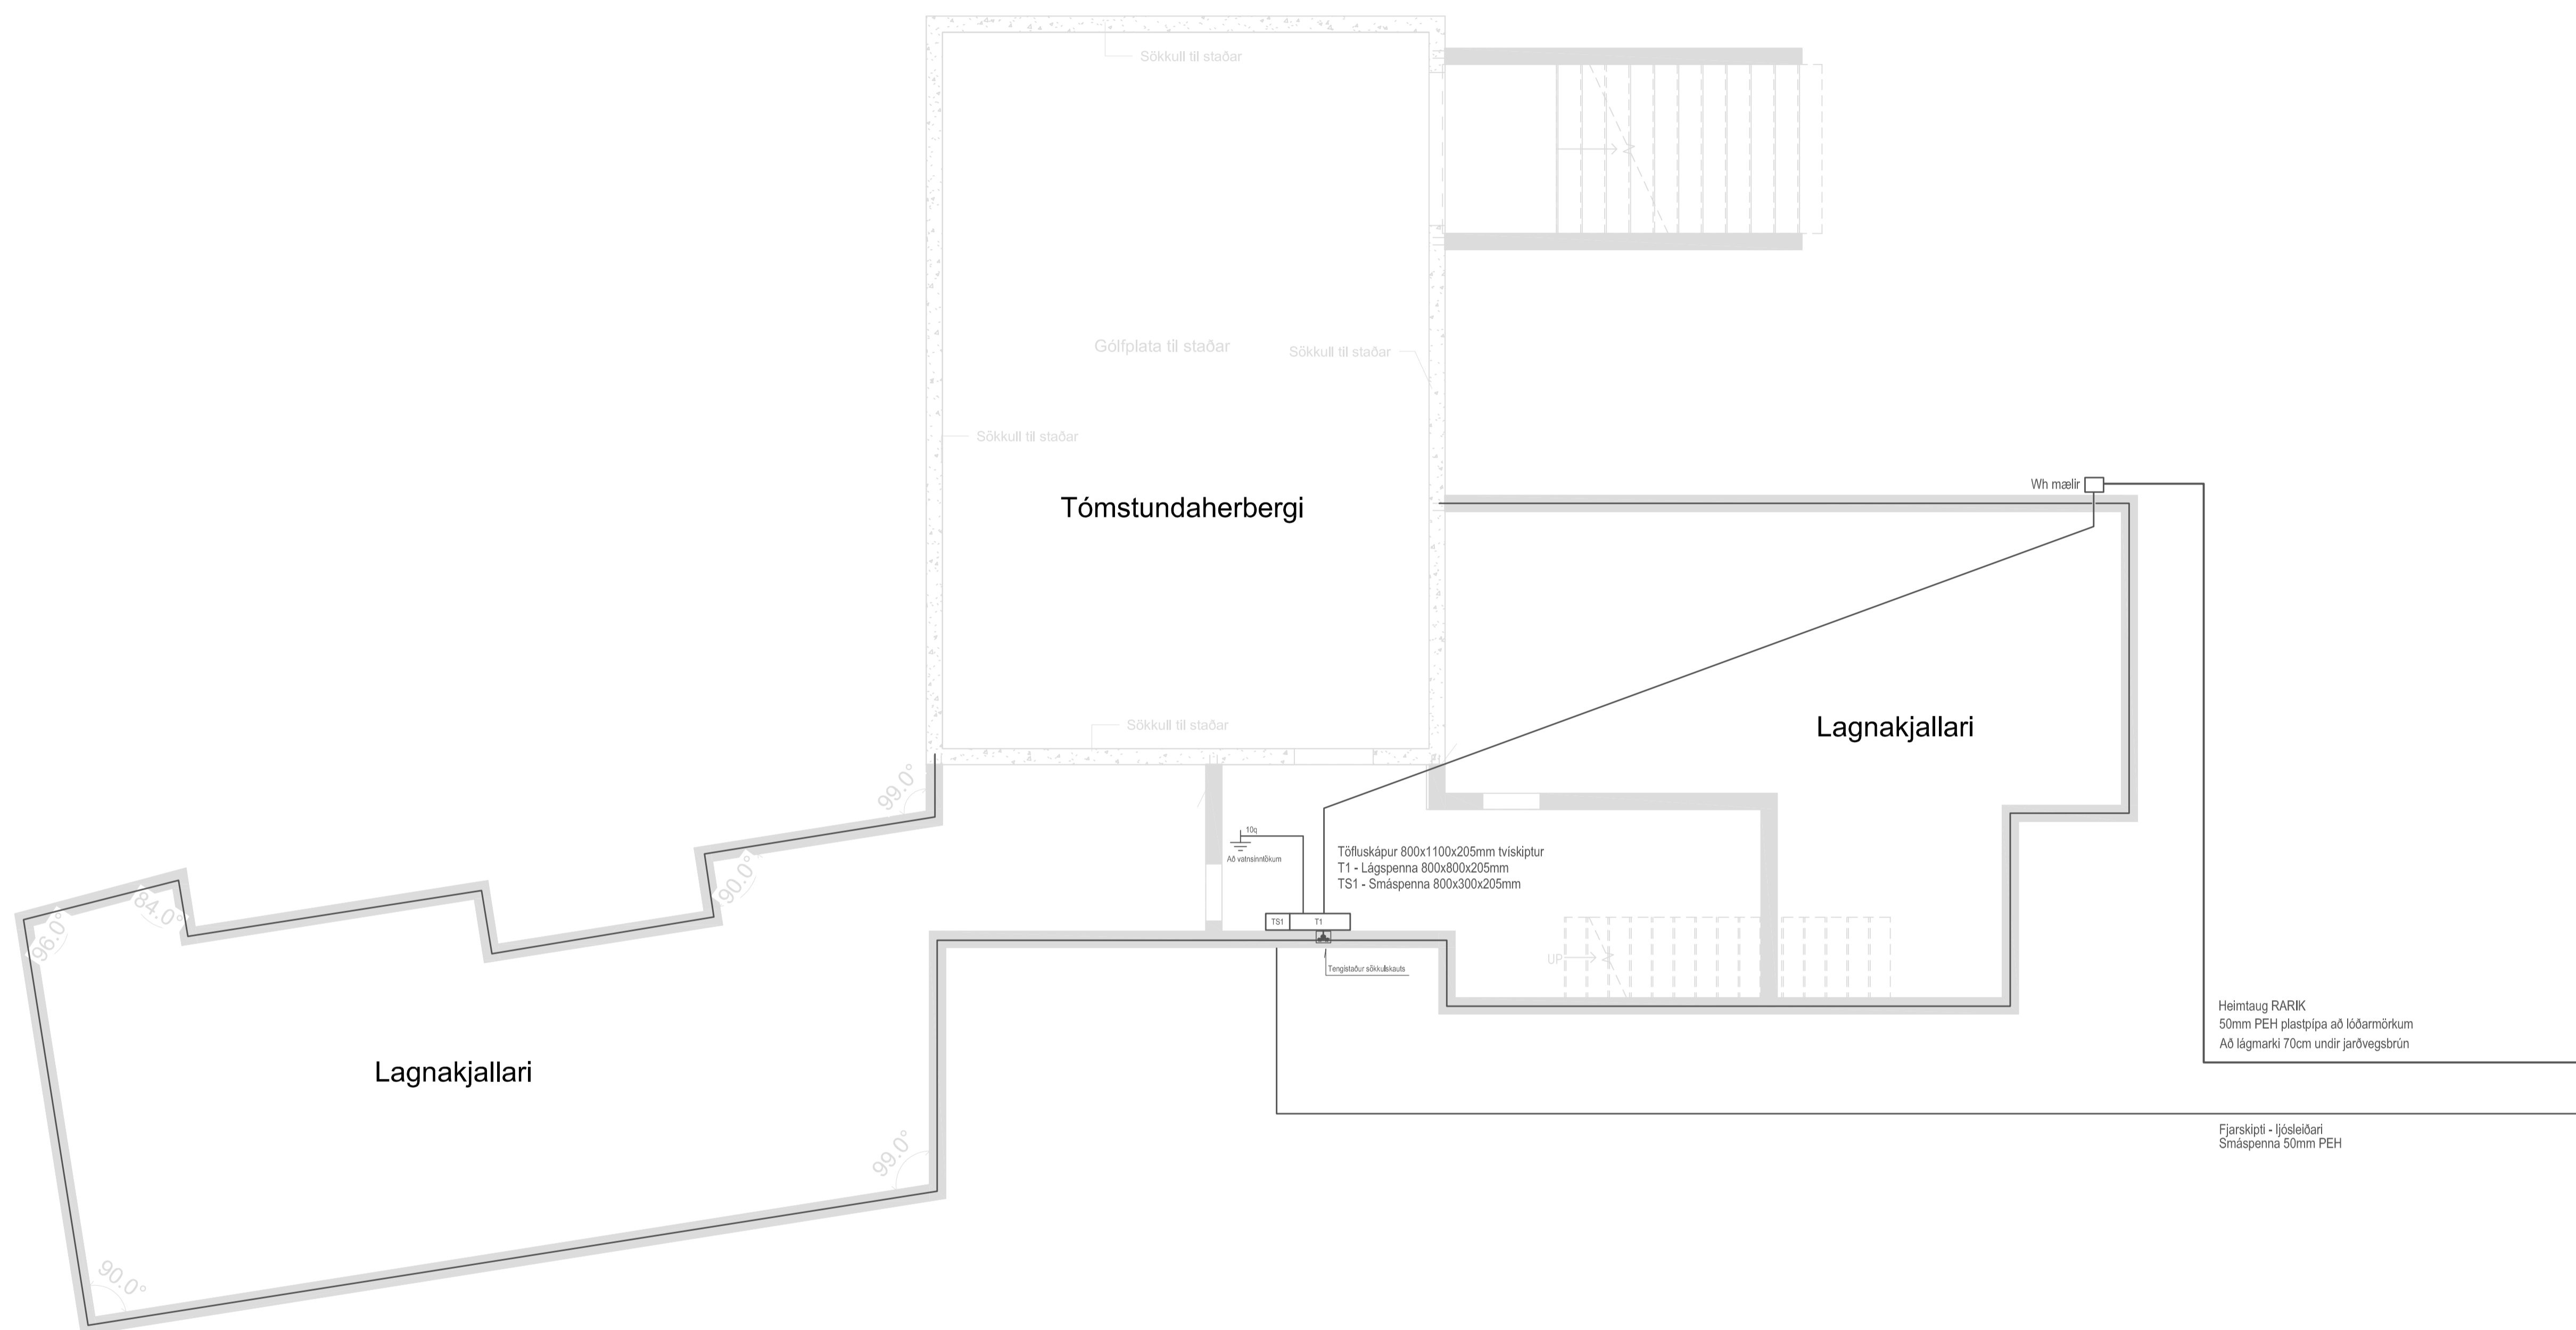 Sökkull til staðar
Gólfplata til staðar
Sökkull til staðar
Sökkull til staðar
Tómstundaherbergi
Wh mælir
Sökkull til staðar
Lagnakjallari
99.0°
10q
Að vatnsinntökum
Töfluskápur 800x1100x205mm tvískiptur
T1 - Lágspenna 800x800x205mm
TS1 - Smáspenna 800x300x205mm
90.0°
84.0°
96.0°
TS1
T1
Tengistaður sökkulskauts
UP
Heimtaug RARIK
50mm PEH plastpípa að lóðarmörkum
Að lágmarki 70cm undir jarðvegsbrún
Lagnakjallari
Fjarskipti - ljósleiðari
Smáspenna 50mm PEH
99.0°
90.0°